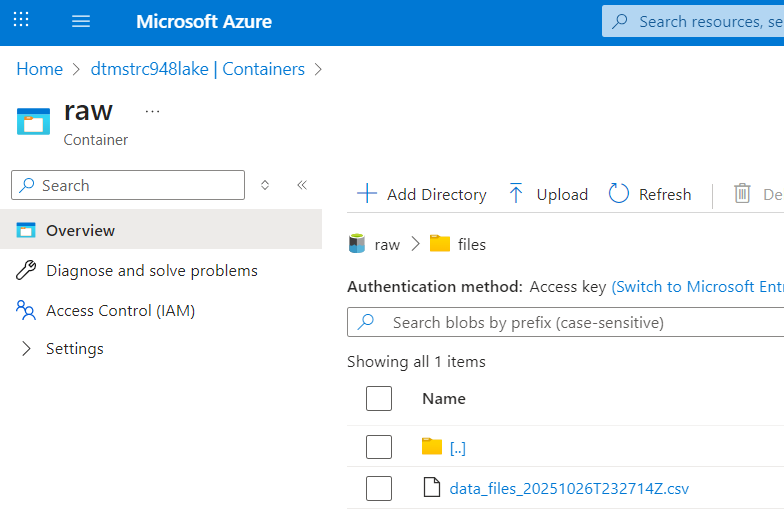 Microsoft Azure
Search resources, se
Home > dtmstrc948lake | Containers >
raw ...
Container
Search
Overview
Diagnose and solve problems
Access Control (IAM)
Settings
Add Directory Upload Refresh De
raw > files
Authentication method: Access key (Switch to Microsoft Entr
Search blobs by prefix (case-sensitive)
Showing all 1 items
Name
[..]
data_files_20251026T232714Z.csv